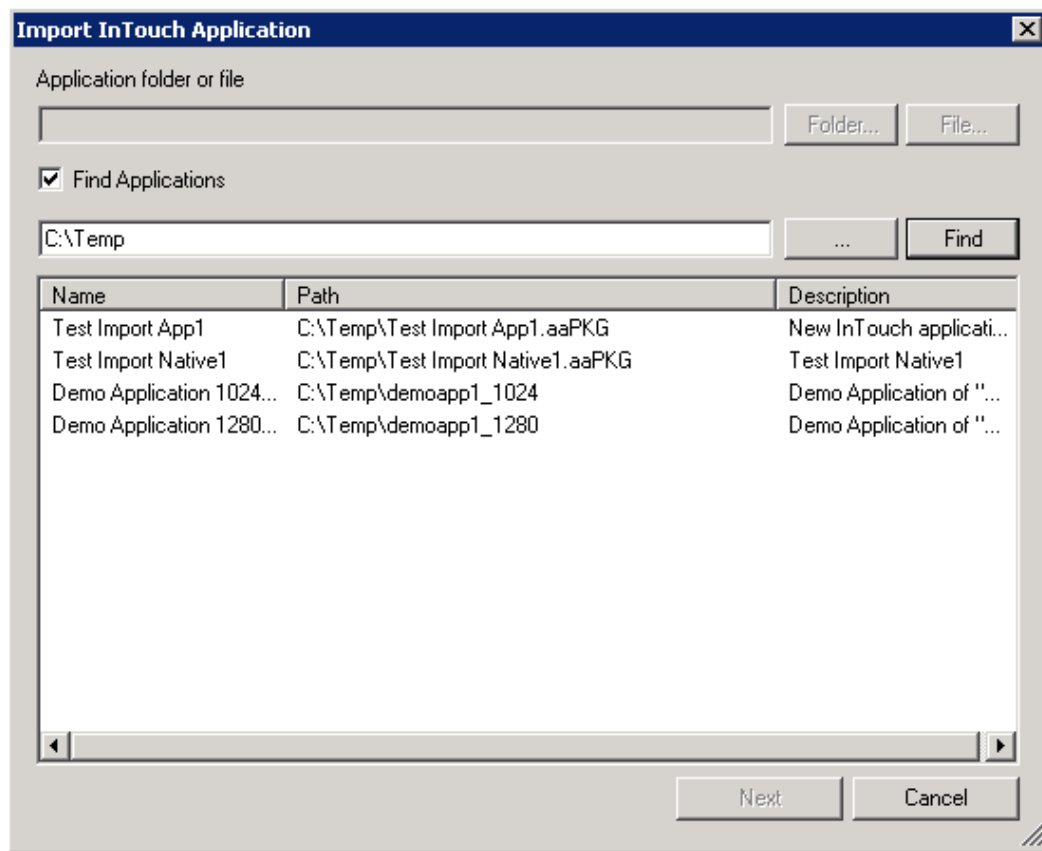 Import InTouch Application
Application folder or file
Folder... File...
Find Applications
C:\Temp ... Find
Name Path Description
Test Import App1 C:\Temp\Test Import App1.aaPKG New InTouch applicati...
Test Import Native1 C:\Temp\Test Import Native1.aaPKG Test Import Native1
Demo Application 1024... C:\Temp\demoapp1_1024 Demo Application of "...
Demo Application 1280... C:\Temp\demoapp1_1280 Demo Application of "...
Next Cancel